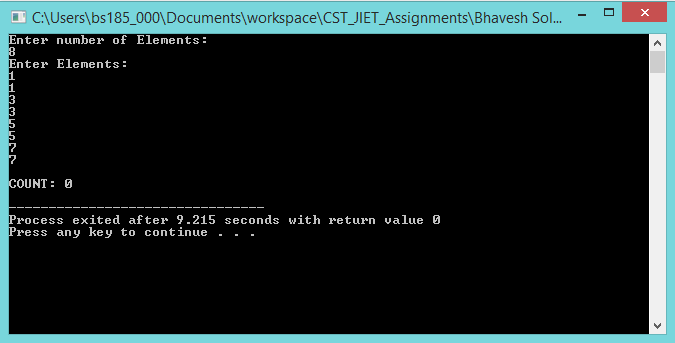 C:\Users\bs185_000\Documents\workspace\CST_JIET_Assignments\Bhavesh Sol...
Enter number of Elements:
8
Enter Elements:
1
1
3
3
5
5
7
7
COUNT: 0
--------------------------------
Process exited after 9.215 seconds with return value 0
Press any key to continue . . .